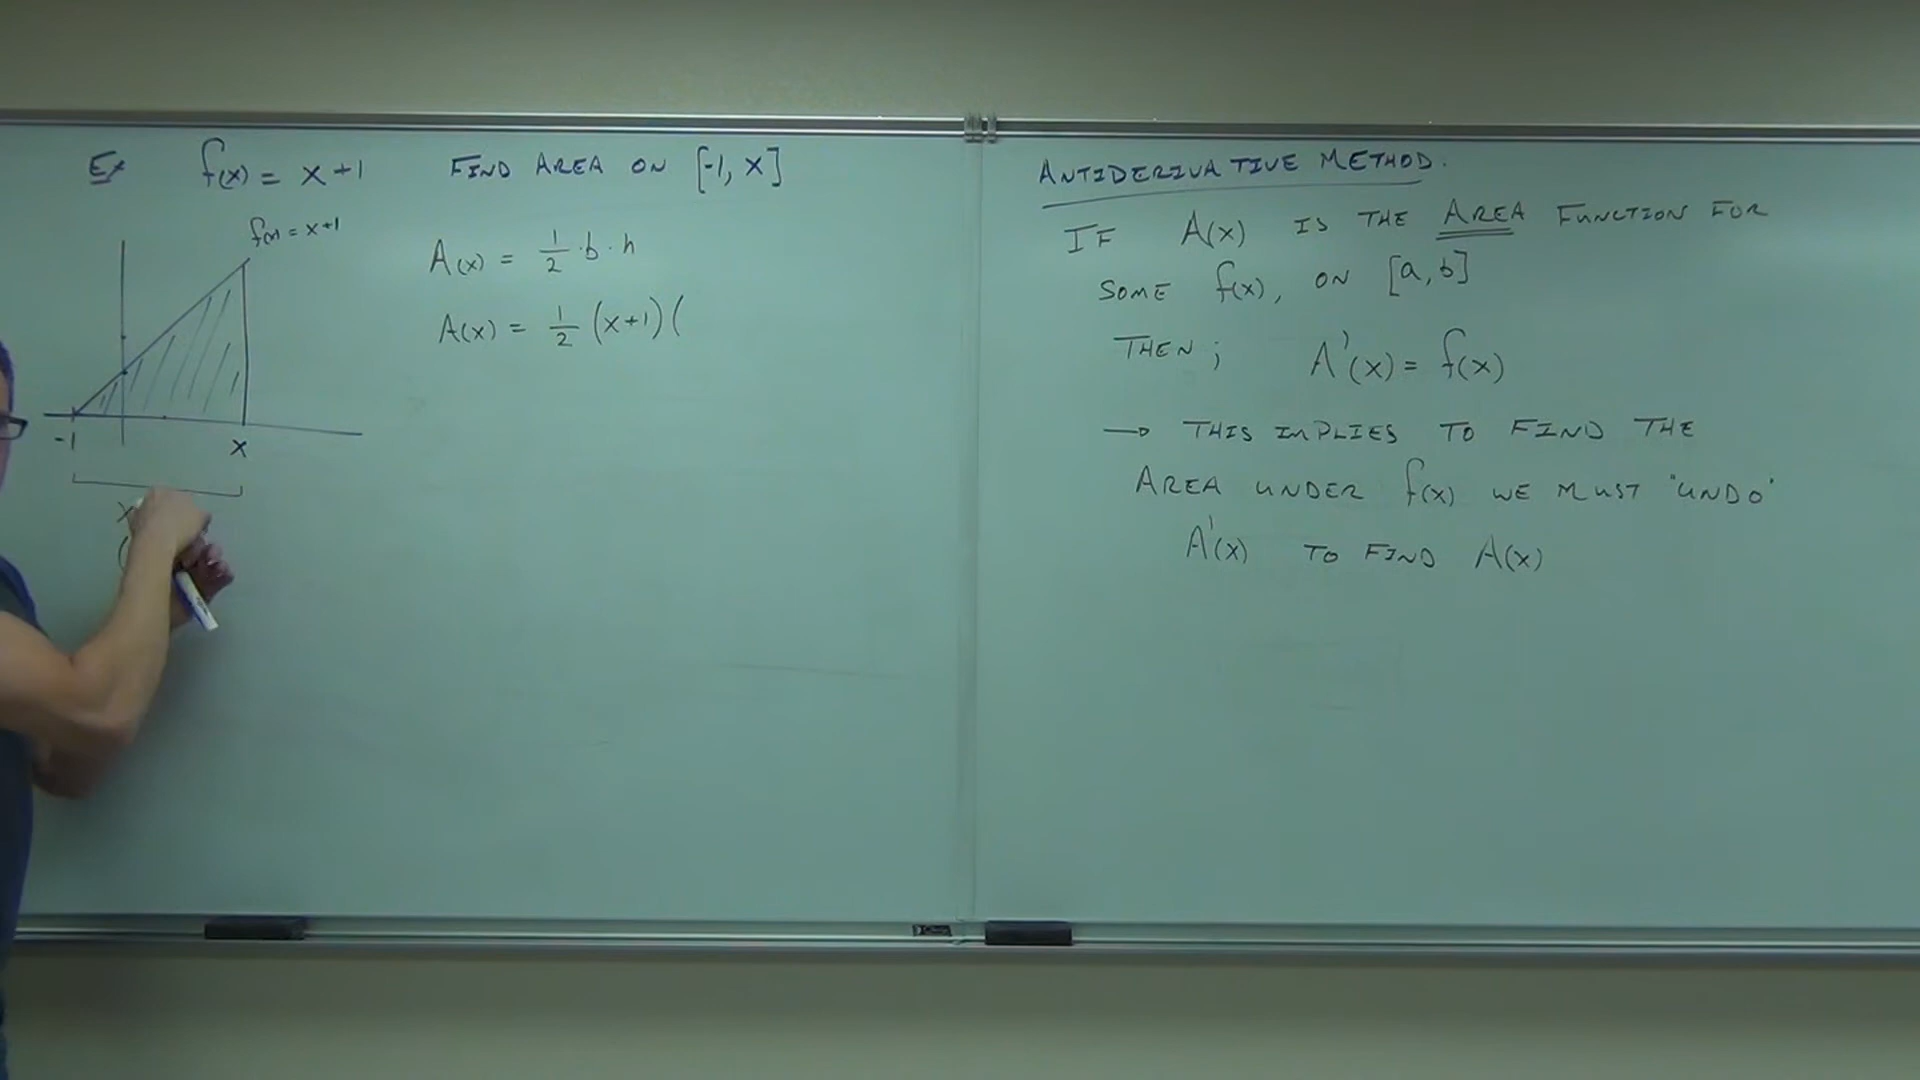 Ex f(x) = x+1 FIND AREA ON [-1, x]
f(x) = x+1
-1
x
x
(
A(x) = 1/2 · b · h
A(x) = 1/2 (x+1)(
ANTIDERIVATIVE METHOD.
IF A(x) IS THE AREA FUNCTION FOR
SOME f(x), ON [a, b]
THEN; A'(x) = f(x)
→ THIS IMPLIES TO FIND THE
AREA UNDER f(x) WE MUST "UNDO"
A'(x) TO FIND A(x)